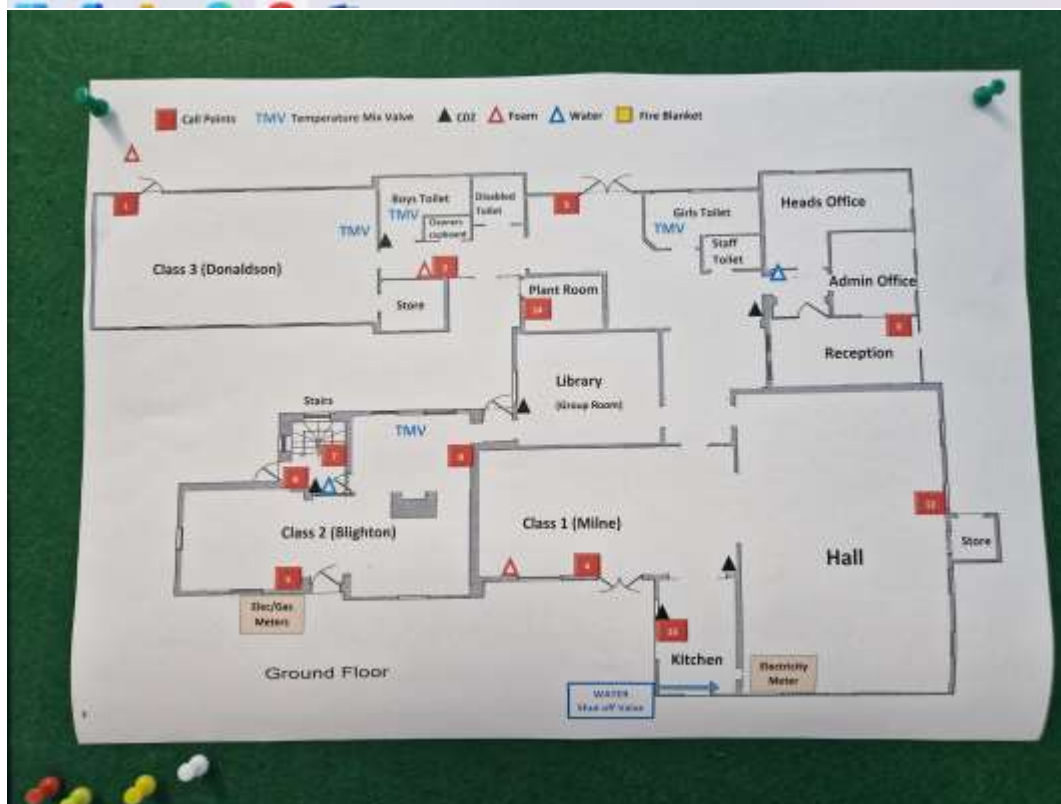 Call Points TMV Temperature Mix Valve CO2 Foam Water Fire Blanket
Boys Toilet
Disabled
Toilet
TMV
Cleaners
cupboard
TMV
Girls Toilet
TMV
Staff
Toilet
Heads Office
Admin Office
Class 3 (Donaldson)
Store
Plant Room
14
Reception
Library
(Group Room)
Stairs
TMV
7
Class 2 (Blighton)
Class 1 (Milne)
Hall
12
Store
Elec/Gas
Meters
Ground Floor
Kitchen
Electricity
Meter
WATER
Shut off Valve